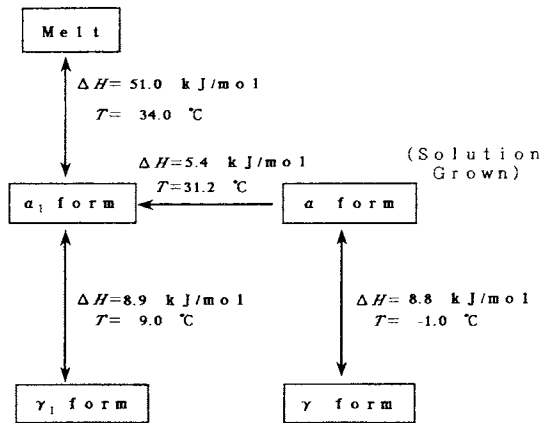 Melt
ΔH= 51.0 kJ/mol
T= 34.0 ℃
ΔH=5.4 kJ/mol
T=31.2 ℃
(Solution
Grown)
α₁ form
α form
ΔH=8.9 kJ/mol
T= 9.0 ℃
ΔH= 8.8 kJ/mol
T= -1.0 ℃
γ₁ form
γ form